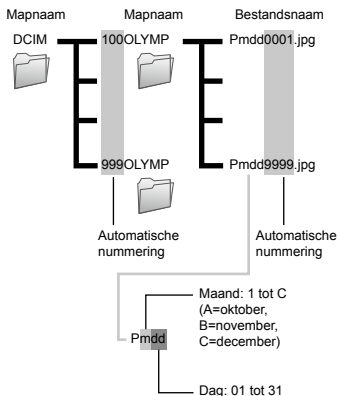 Mapnaam Mapnaam Bestandsnaam
DCIM 100OLYMP Pmdd0001.jpg
999OLYMP Pmdd9999.jpg
Automatische
nummering
Automatische
nummering
Maand: 1 tot C
(A=oktober,
B=november,
C=december)
Pmdd
Dag: 01 tot 31